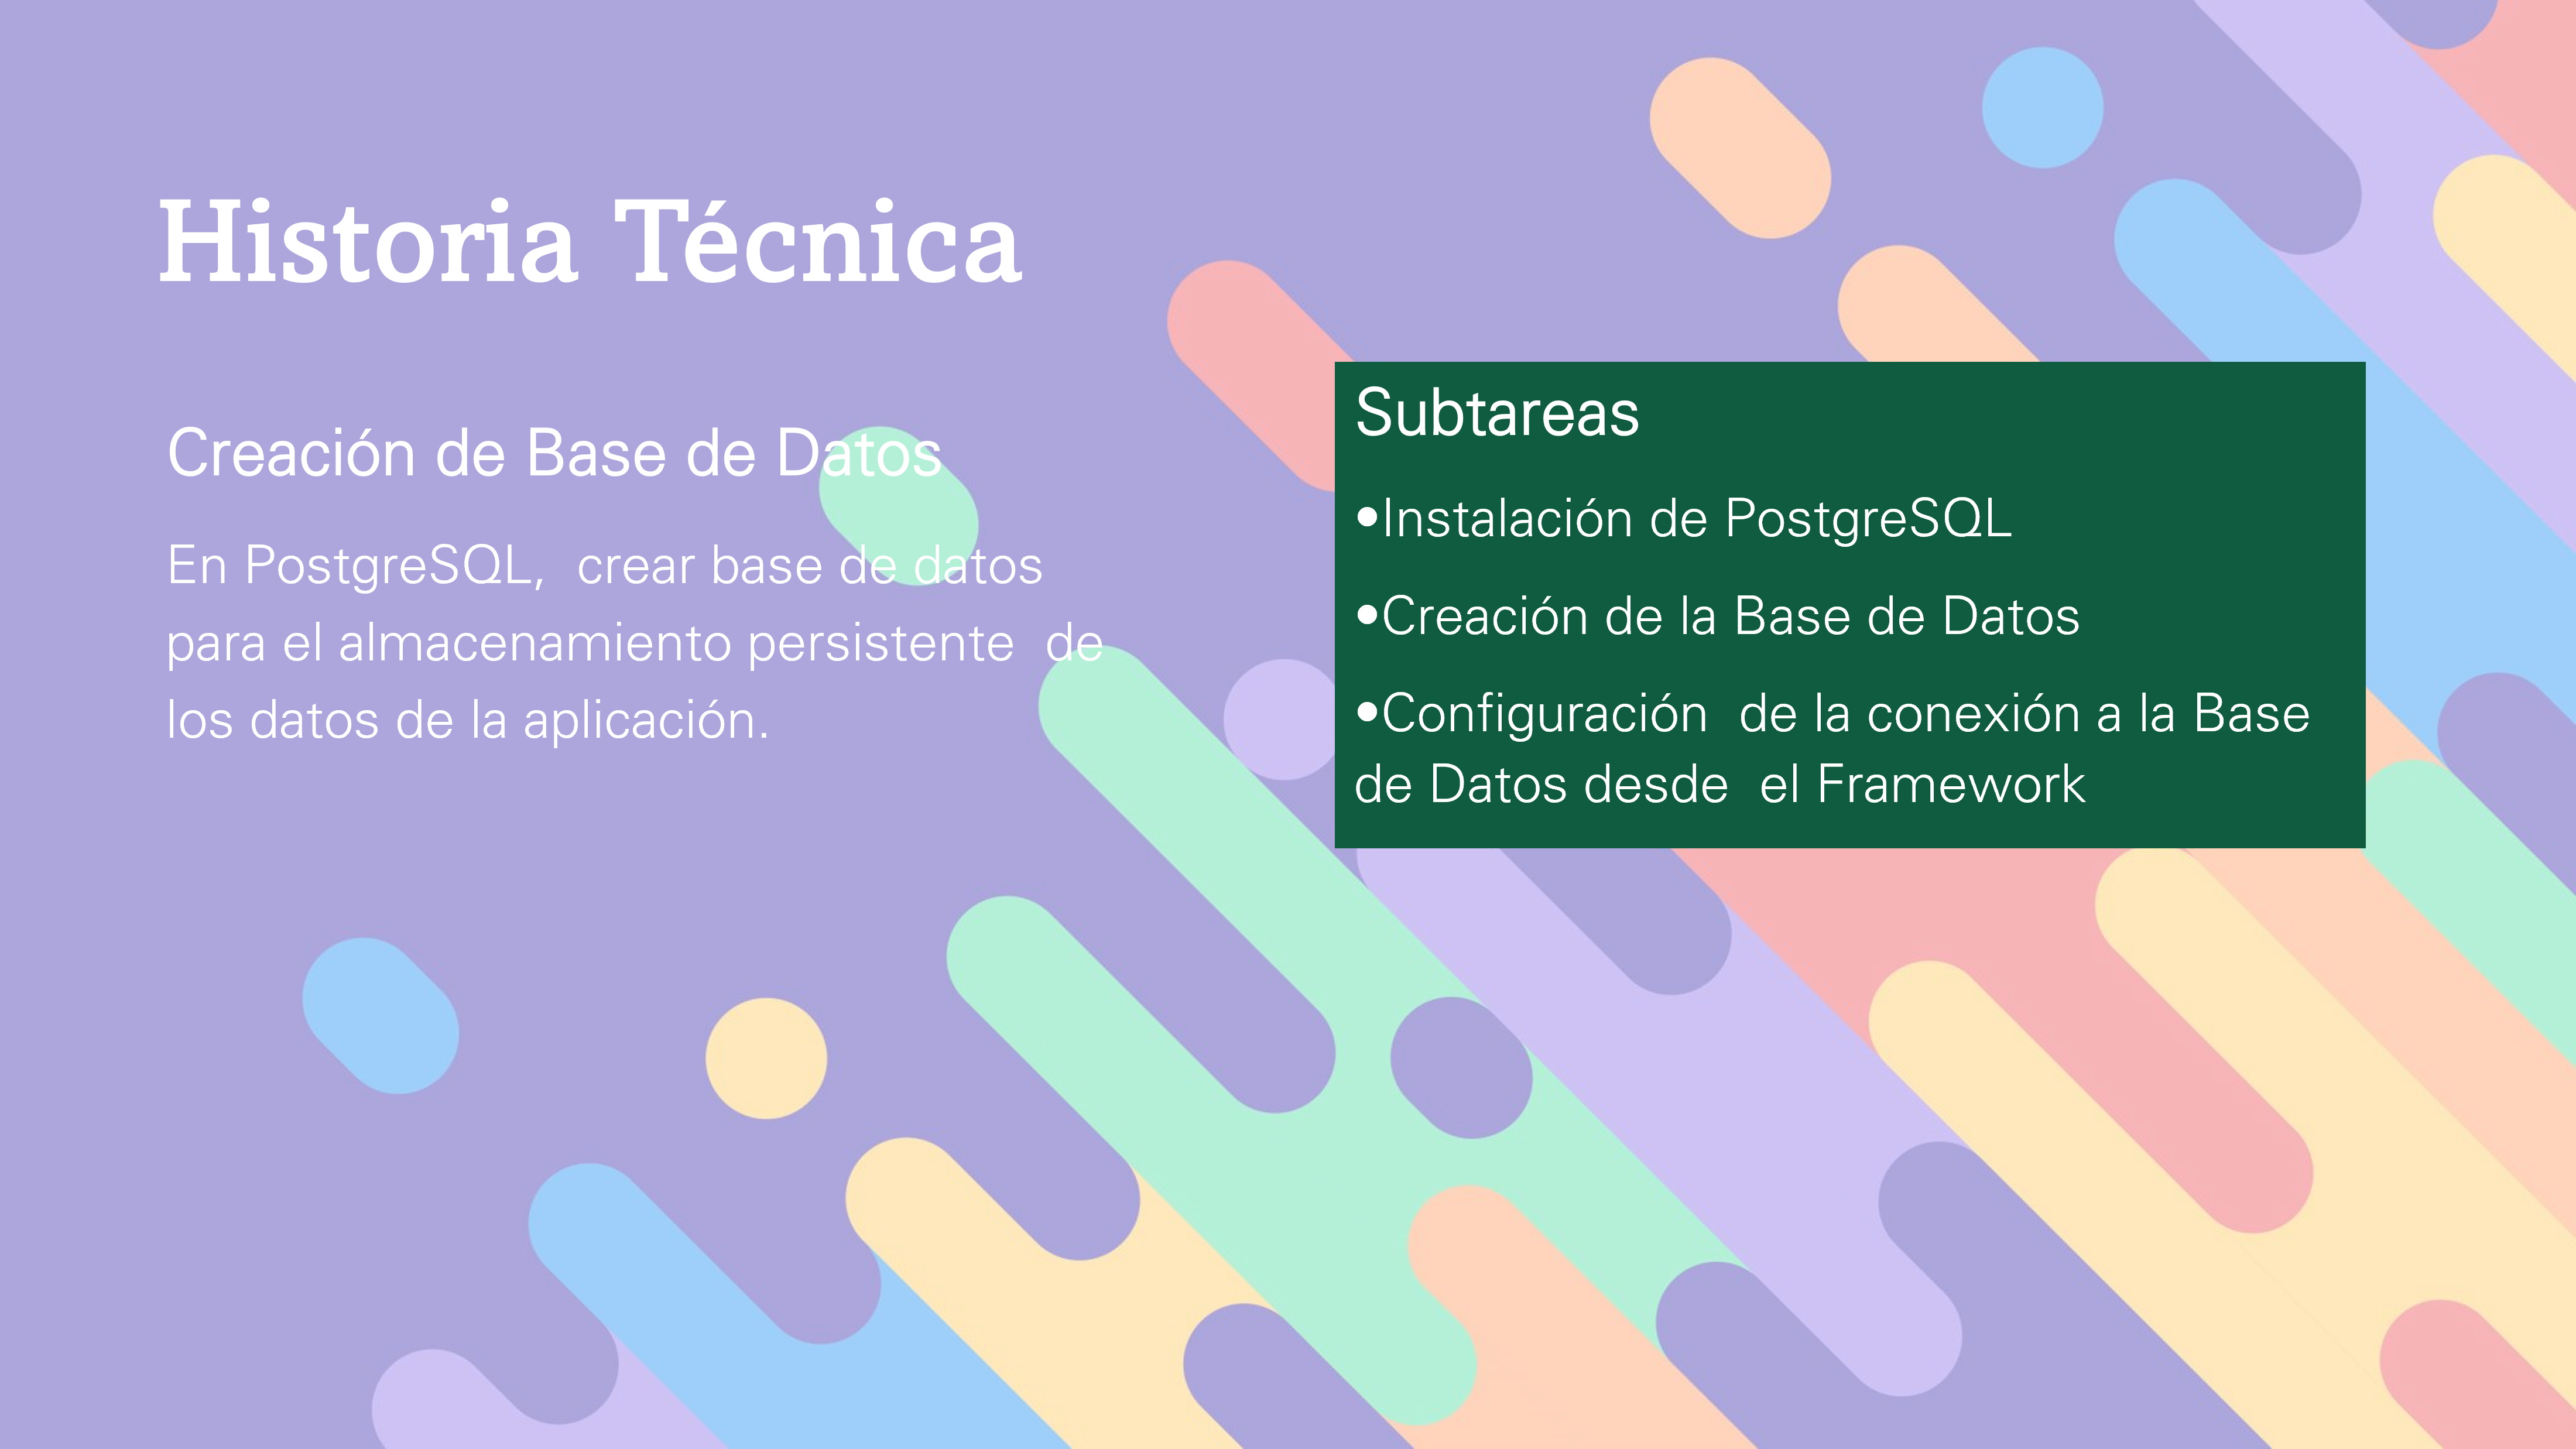 Historia Técnica
Creación de Base de Datos
En PostgreSQL,  crear base de datos
para el almacenamiento persistente  de
los datos de la aplicación.
Subtareas
•Instalación de PostgreSQL
•Creación de la Base de Datos
•Configuración  de la conexión a la Base
de Datos desde  el Framework